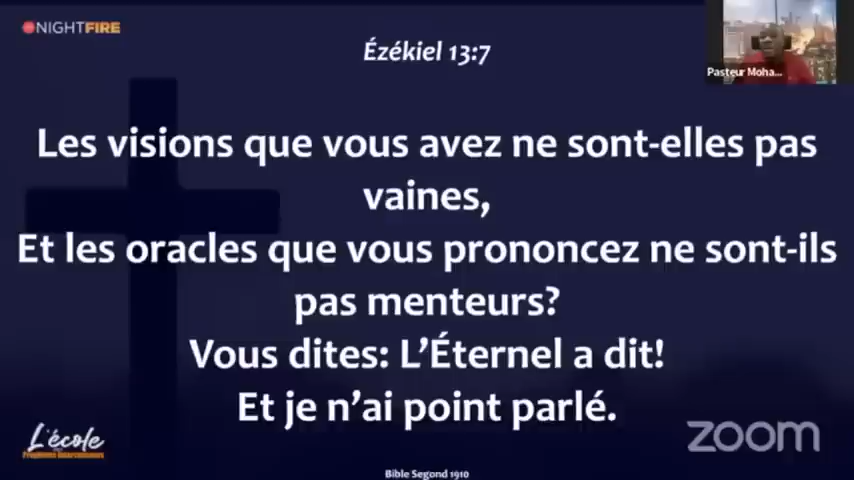 NIGHTFIRE
Ézékiel 13:7
Pasteur Moha...
Les visions que vous avez ne sont-elles pas
vaines,
Et les oracles que vous prononcez ne sont-ils
pas menteurs?
Vous dites: L’Éternel a dit!
Et je n’ai point parlé.
L'école
Prophètes Intercesseurs
zoom
Bible Segond 1910